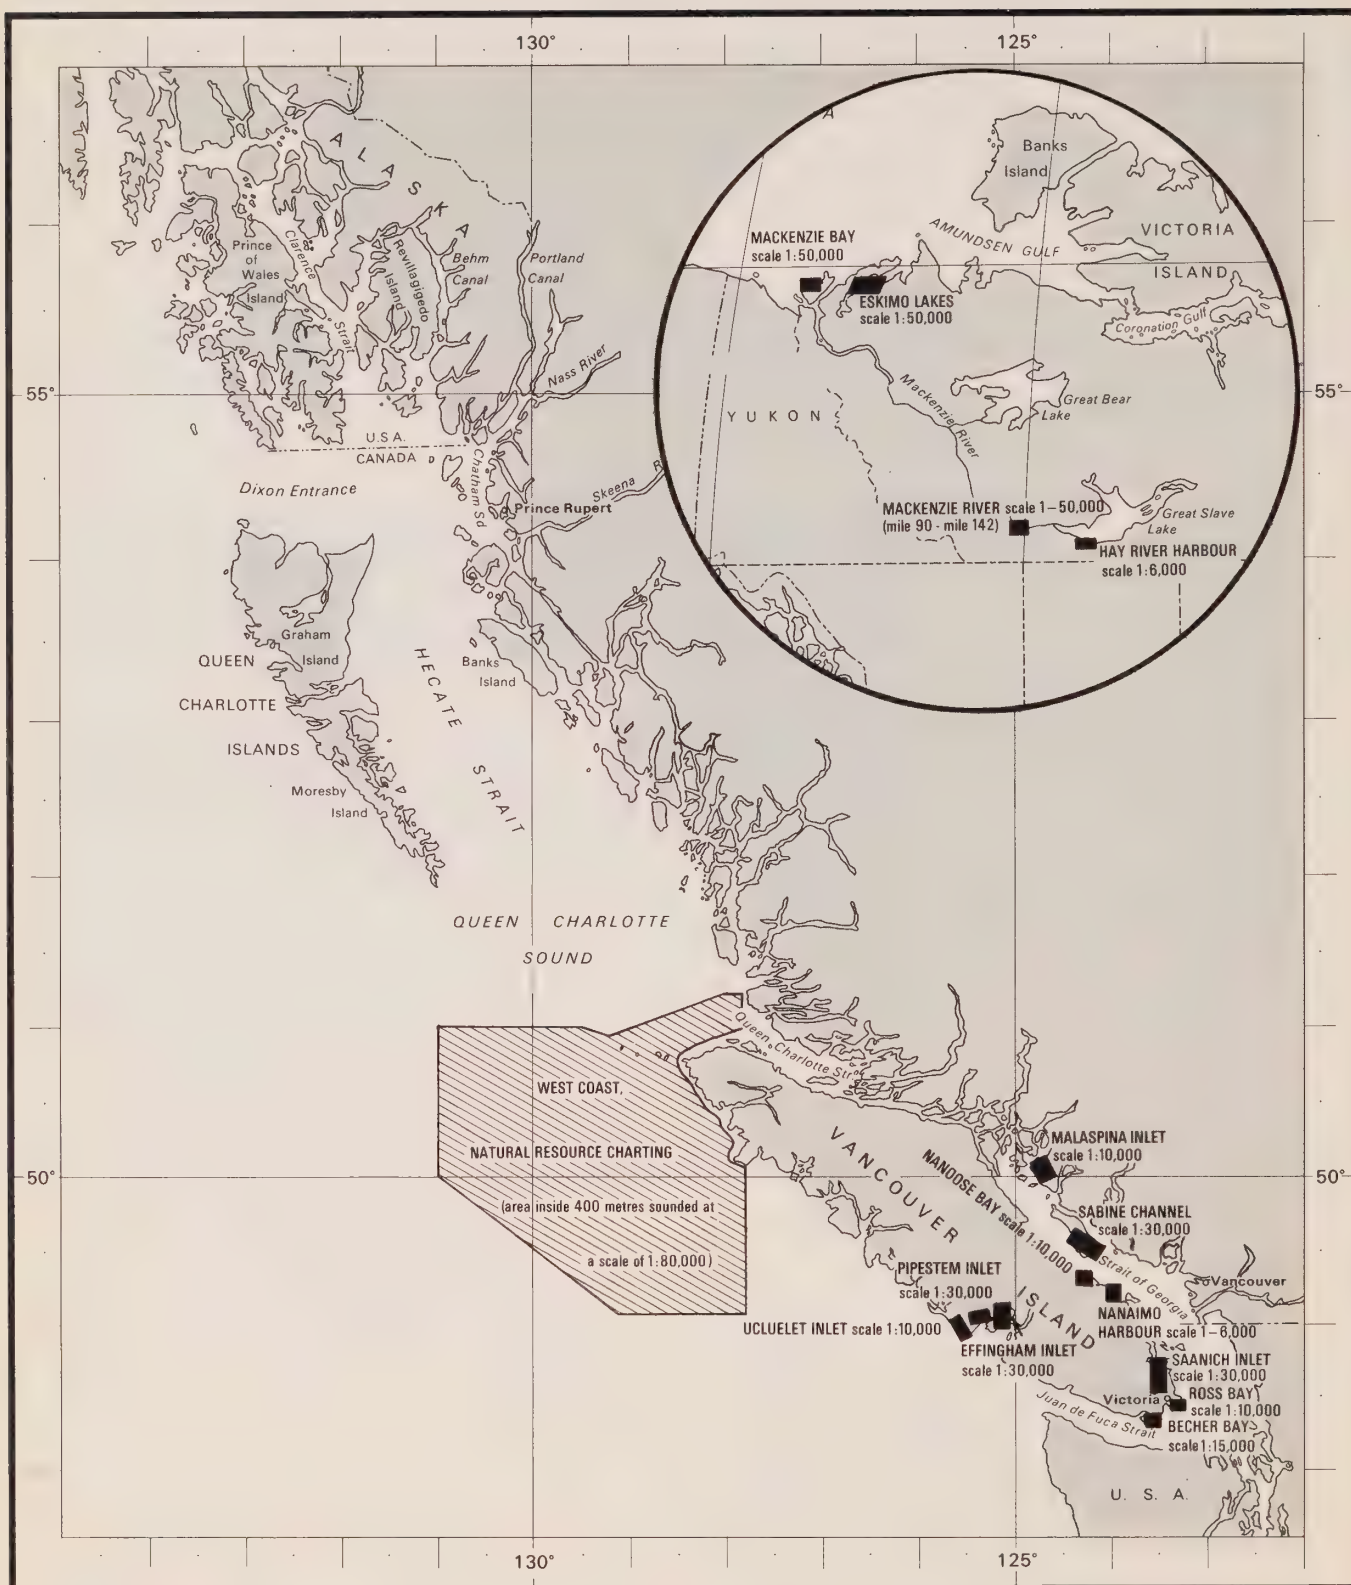 130°
125°
ALASKA
Prince
of
Wales
Island
Clarence
Strait
Revillagigedo
Island
Behm
Canal
Portland
Canal
Nass River
55°
55°
U.S.A.
CANADA
Dixon Entrance
Chatham Sd
Prince Rupert
Skeena R
Graham
Island
QUEEN
CHARLOTTE
ISLANDS
Moresby
Island
HECATE STRAIT
Banks
Island
QUEEN CHARLOTTE
SOUND
A
Banks
Island
VICTORIA
ISLAND
AMUNDSEN GULF
MACKENZIE BAY
scale 1:50,000
ESKIMO LAKES
scale 1:50,000
Coronation Gulf
Mackenzie River
Great Bear
Lake
YUKON
MACKENZIE RIVER scale 1–50,000
(mile 90 - mile 142)
Great Slave
Lake
HAY RIVER HARBOUR
scale 1:6,000
Queen Charlotte Str.
WEST COAST,
NATURAL RESOURCE CHARTING
(area inside 400 metres sounded at
a scale of 1:80,000)
50°
50°
VANCOUVER ISLAND
MALASPINA INLET
scale 1:10,000
NANOOSE BAY scale 1:10,000
SABINE CHANNEL
scale 1:30,000
Strait of Georgia
Vancouver
PIPESTEM INLET
scale 1:30,000
UCLUELET INLET scale 1:10,000
EFFINGHAM INLET
scale 1:30,000
NANAIMO
HARBOUR scale 1–6,000
SAANICH INLET
scale 1:30,000
Victoria
ROSS BAY
scale 1:10,000
BECHER BAY
scale 1:15,000
Juan de Fuca Strait
U. S. A.
130°
125°